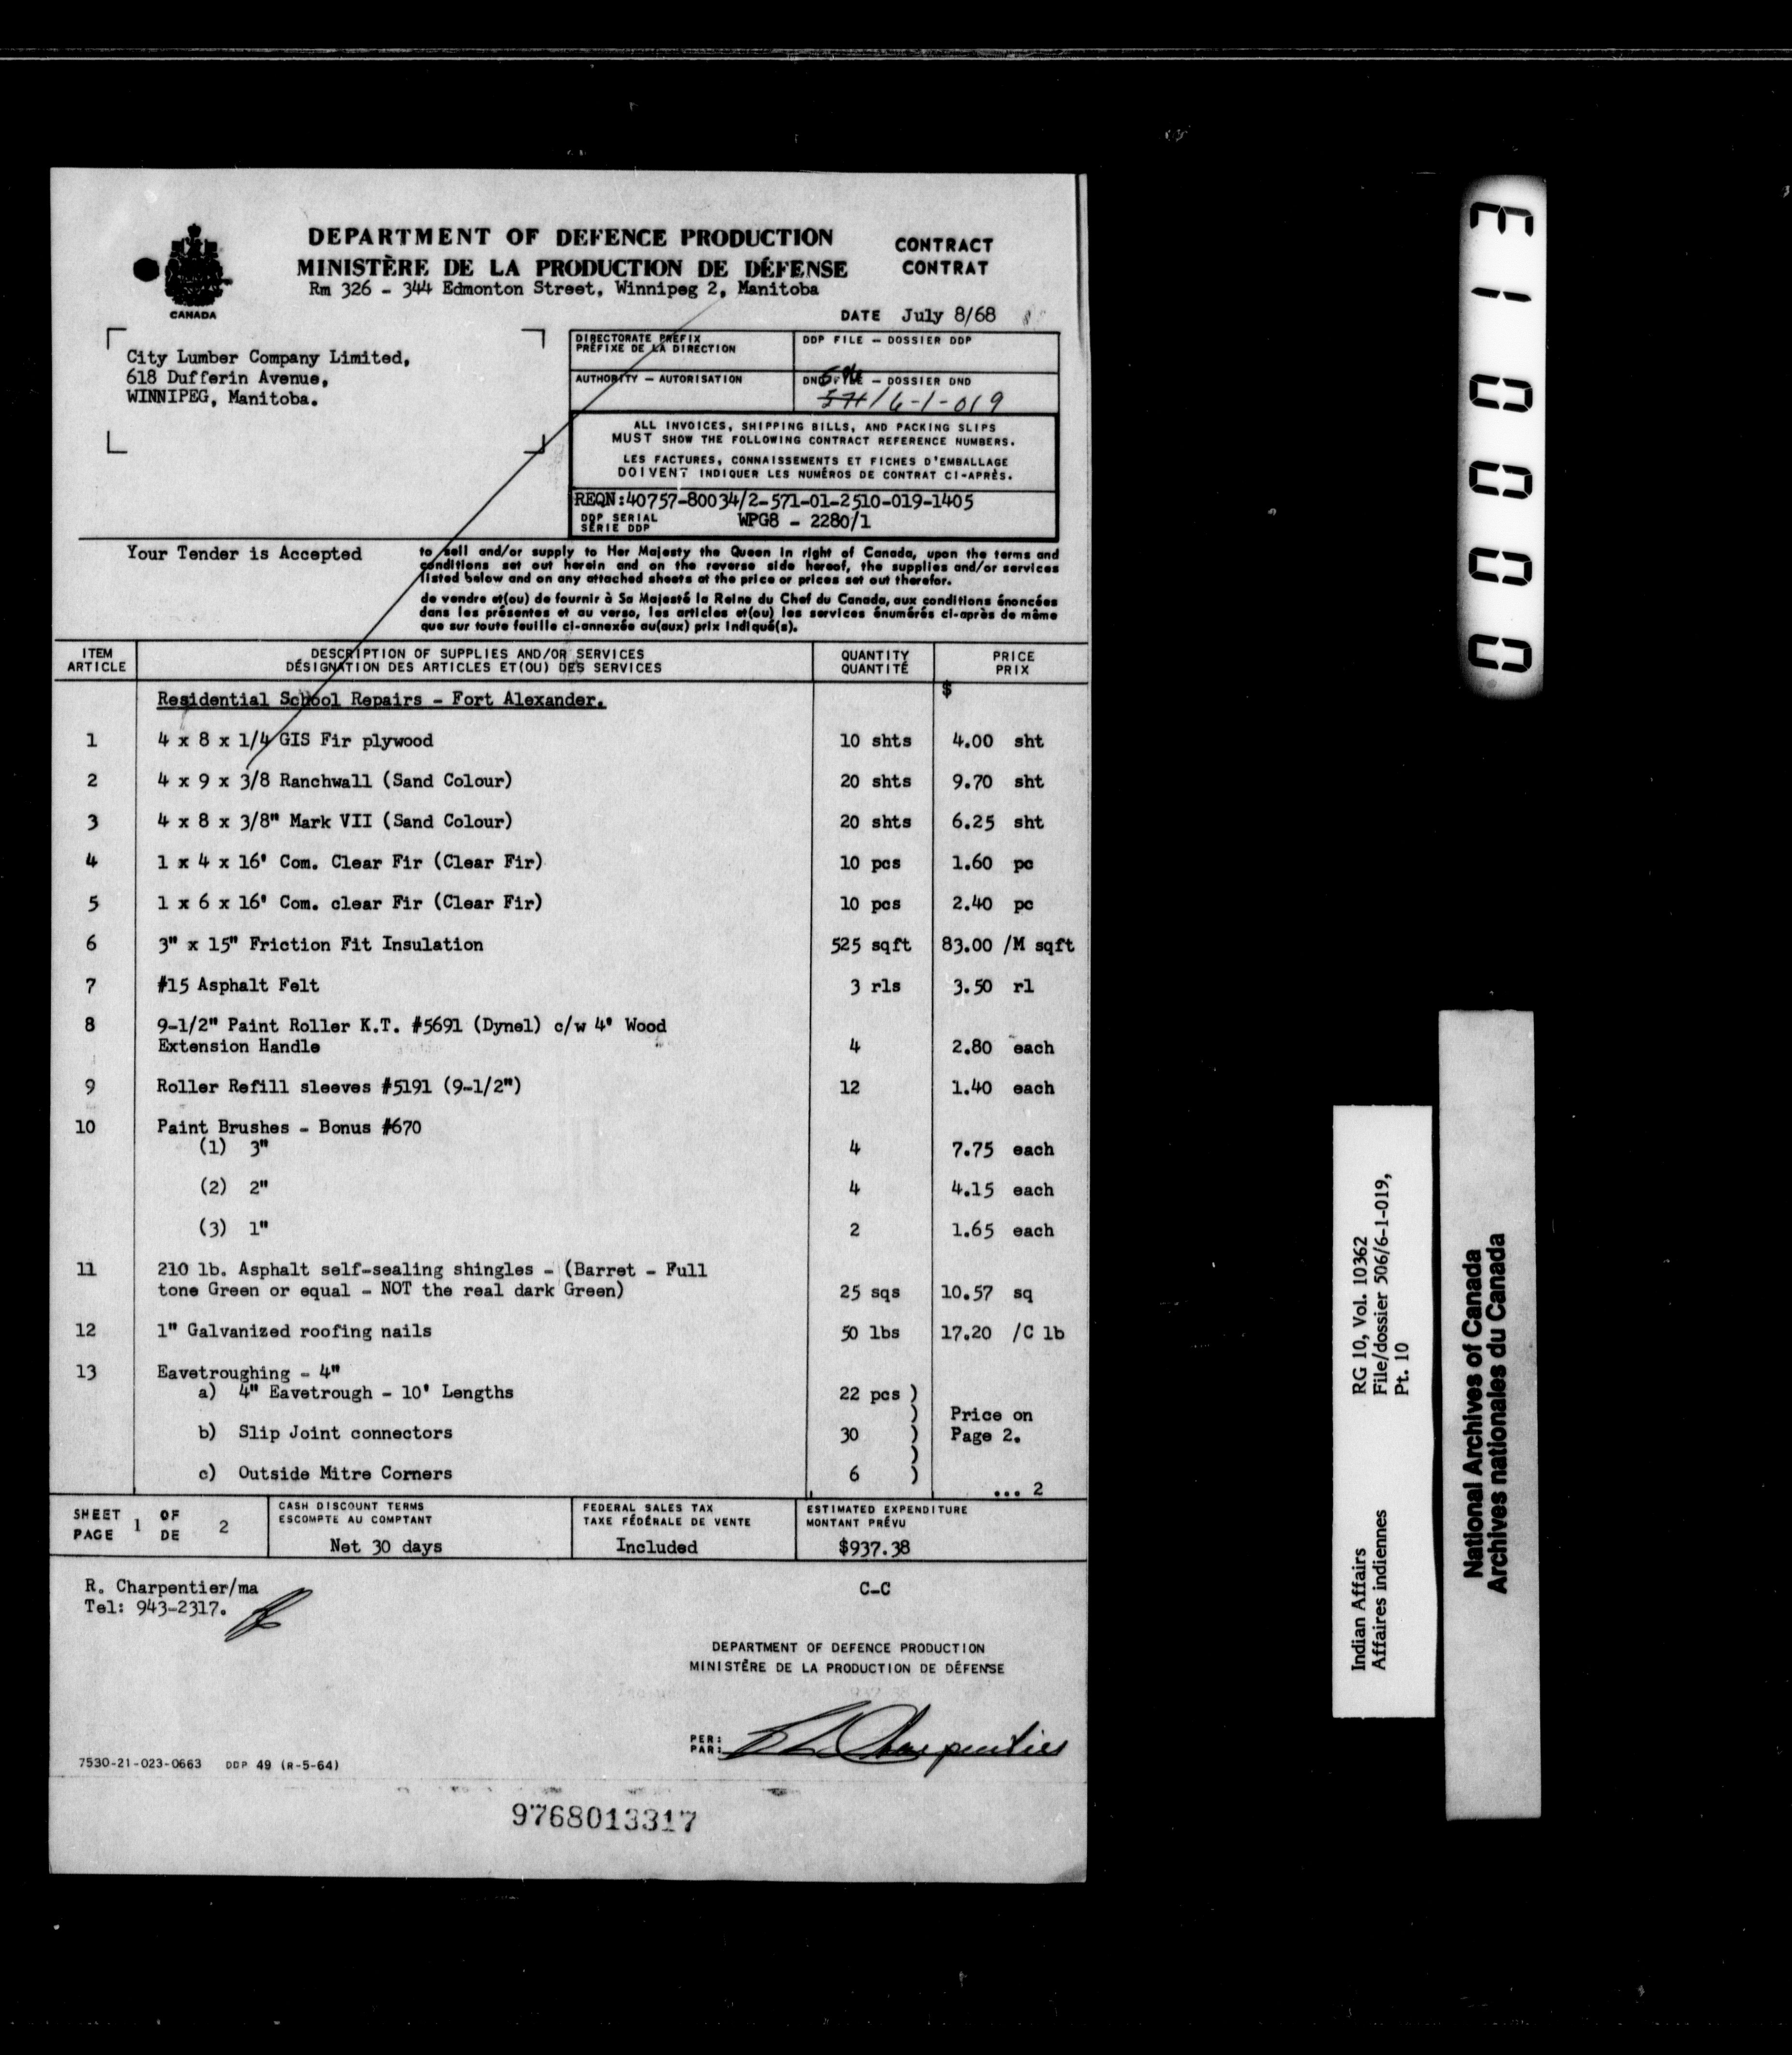 DEPARTMENT OF DEFENCE PRODUCTION
MINISTÈRE DE LA PRODUCTION DE DÉFENSE
Rm 326 - 344 Edmonton Street, Winnipeg 2, Manitoba
CONTRACT
CONTRAT
CANADA
DATE July 8/68
City Lumber Company Limited,
618 Dufferin Avenue,
WINNIPEG, Manitoba.
DIRECTORATE PREFIX
PRÉFIXE DE LA DIRECTION
DDP FILE — DOSSIER DDP
AUTHORITY — AUTORISATION
DND FILE — DOSSIER DND
/6-1-019
ALL INVOICES, SHIPPING BILLS, AND PACKING SLIPS
MUST SHOW THE FOLLOWING CONTRACT REFERENCE NUMBERS.
LES FACTURES, CONNAISSEMENTS ET FICHES D'EMBALLAGE
DOIVENT INDIQUER LES NUMÉROS DE CONTRAT CI-APRÈS.
REQN:40757-80034/2-571-01-2510-019-1405
DDP SERIAL
SÉRIE DDP
WPG8 - 2280/1
Your Tender is Accepted
to sell and/or supply to Her Majesty the Queen in right of Canada, upon the terms and
conditions set out herein and on the reverse side hereof, the supplies and/or services
listed below and on any attached sheets at the price or prices set out therefor.
de vendre et(ou) de fournir à Sa Majesté la Reine du Chef du Canada, aux conditions énoncées
dans les présentes et au verso, les articles et(ou) les services énumérés ci-après de même
que sur toute feuille ci-annexée au(aux) prix indiqué(s).
ITEM
ARTICLE
DESCRIPTION OF SUPPLIES AND/OR SERVICES
DÉSIGNATION DES ARTICLES ET(OU) DES SERVICES
QUANTITY
QUANTITÉ
PRICE
PRIX
Residential School Repairs - Fort Alexander. $
1 4 x 8 x 1/4 GIS Fir plywood 10 shts 4.00 sht
2 4 x 9 x 3/8 Ranchwall (Sand Colour) 20 shts 9.70 sht
3 4 x 8 x 3/8" Mark VII (Sand Colour) 20 shts 6.25 sht
4 1 x 4 x 16' Com. Clear Fir (Clear Fir) 10 pcs 1.60 pc
5 1 x 6 x 16' Com. clear Fir (Clear Fir) 10 pcs 2.40 pc
6 3" x 15" Friction Fit Insulation 525 sqft 83.00 /M sqft
7 #15 Asphalt Felt 3 rls 3.50 rl
8 9-1/2" Paint Roller K.T. #5691 (Dynel) c/w 4' Wood
Extension Handle 4 2.80 each
9 Roller Refill sleeves #5191 (9-1/2") 12 1.40 each
10 Paint Brushes - Bonus #670
(1) 3" 4 7.75 each
(2) 2" 4 4.15 each
(3) 1" 2 1.65 each
11 210 lb. Asphalt self-sealing shingles - (Barret - Full
tone Green or equal - NOT the real dark Green) 25 sqs 10.57 sq
12 1" Galvanized roofing nails 50 lbs 17.20 /C lb
13 Eavetroughing - 4"
a) 4" Eavetrough - 10' Lengths 22 pcs )
) Price on
b) Slip Joint connectors 30 ) Page 2.
)
c) Outside Mitre Corners 6 )
... 2
SHEET 1 OF 2
PAGE DE
CASH DISCOUNT TERMS
ESCOMPTE AU COMPTANT
Net 30 days
FEDERAL SALES TAX
TAXE FÉDÉRALE DE VENTE
Included
ESTIMATED EXPENDITURE
MONTANT PRÉVU
$937.38
R. Charpentier/ma
Tel: 943-2317.
C-C
DEPARTMENT OF DEFENCE PRODUCTION
MINISTÈRE DE LA PRODUCTION DE DÉFENSE
PER:
PAR:
Charpentier
7530-21-023-0663 DDP 49 (R-5-64)
9768013317
000013
Indian Affairs
Affaires indiennes
RG 10, Vol. 10362
File/dossier 506/6-1-019,
Pt. 10
National Archives of Canada
Archives nationales du Canada